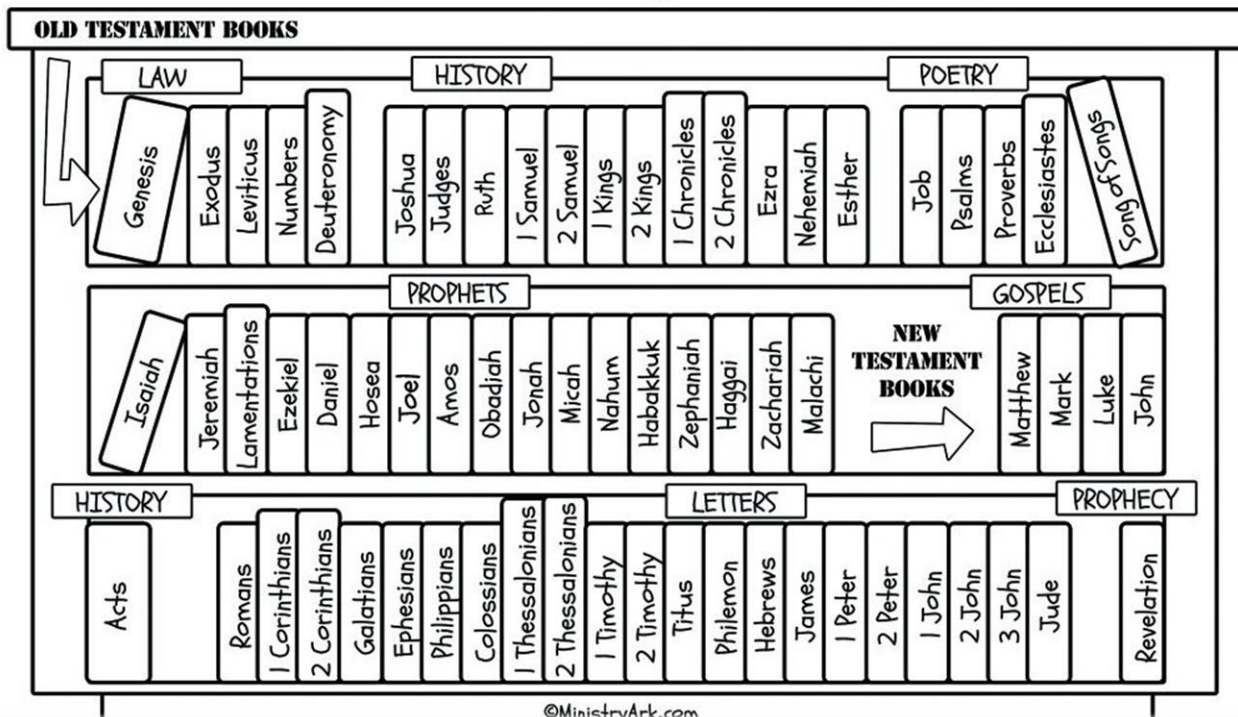 OLD TESTAMENT BOOKS
LAW
HISTORY
POETRY
Genesis
Exodus
Leviticus
Numbers
Deuteronomy
Joshua
Judges
Ruth
1 Samuel
2 Samuel
1 Kings
2 Kings
1 Chronicles
2 Chronicles
Ezra
Nehemiah
Esther
Job
Psalms
Proverbs
Ecclesiastes
Song of Songs
PROPHETS
GOSPELS
Isaiah
Jeremiah
Lamentations
Ezekiel
Daniel
Hosea
Joel
Amos
Obadiah
Jonah
Micah
Nahum
Habakkuk
Zephaniah
Haggai
Zachariah
Malachi
NEW
TESTAMENT
BOOKS
Matthew
Mark
Luke
John
HISTORY
LETTERS
PROPHECY
Acts
Romans
1 Corinthians
2 Corinthians
Galatians
Ephesians
Philippians
Colossians
1 Thessalonians
2 Thessalonians
1 Timothy
2 Timothy
Titus
Philemon
Hebrews
James
1 Peter
2 Peter
1 John
2 John
3 John
Jude
Revelation
©MinistryArk.com